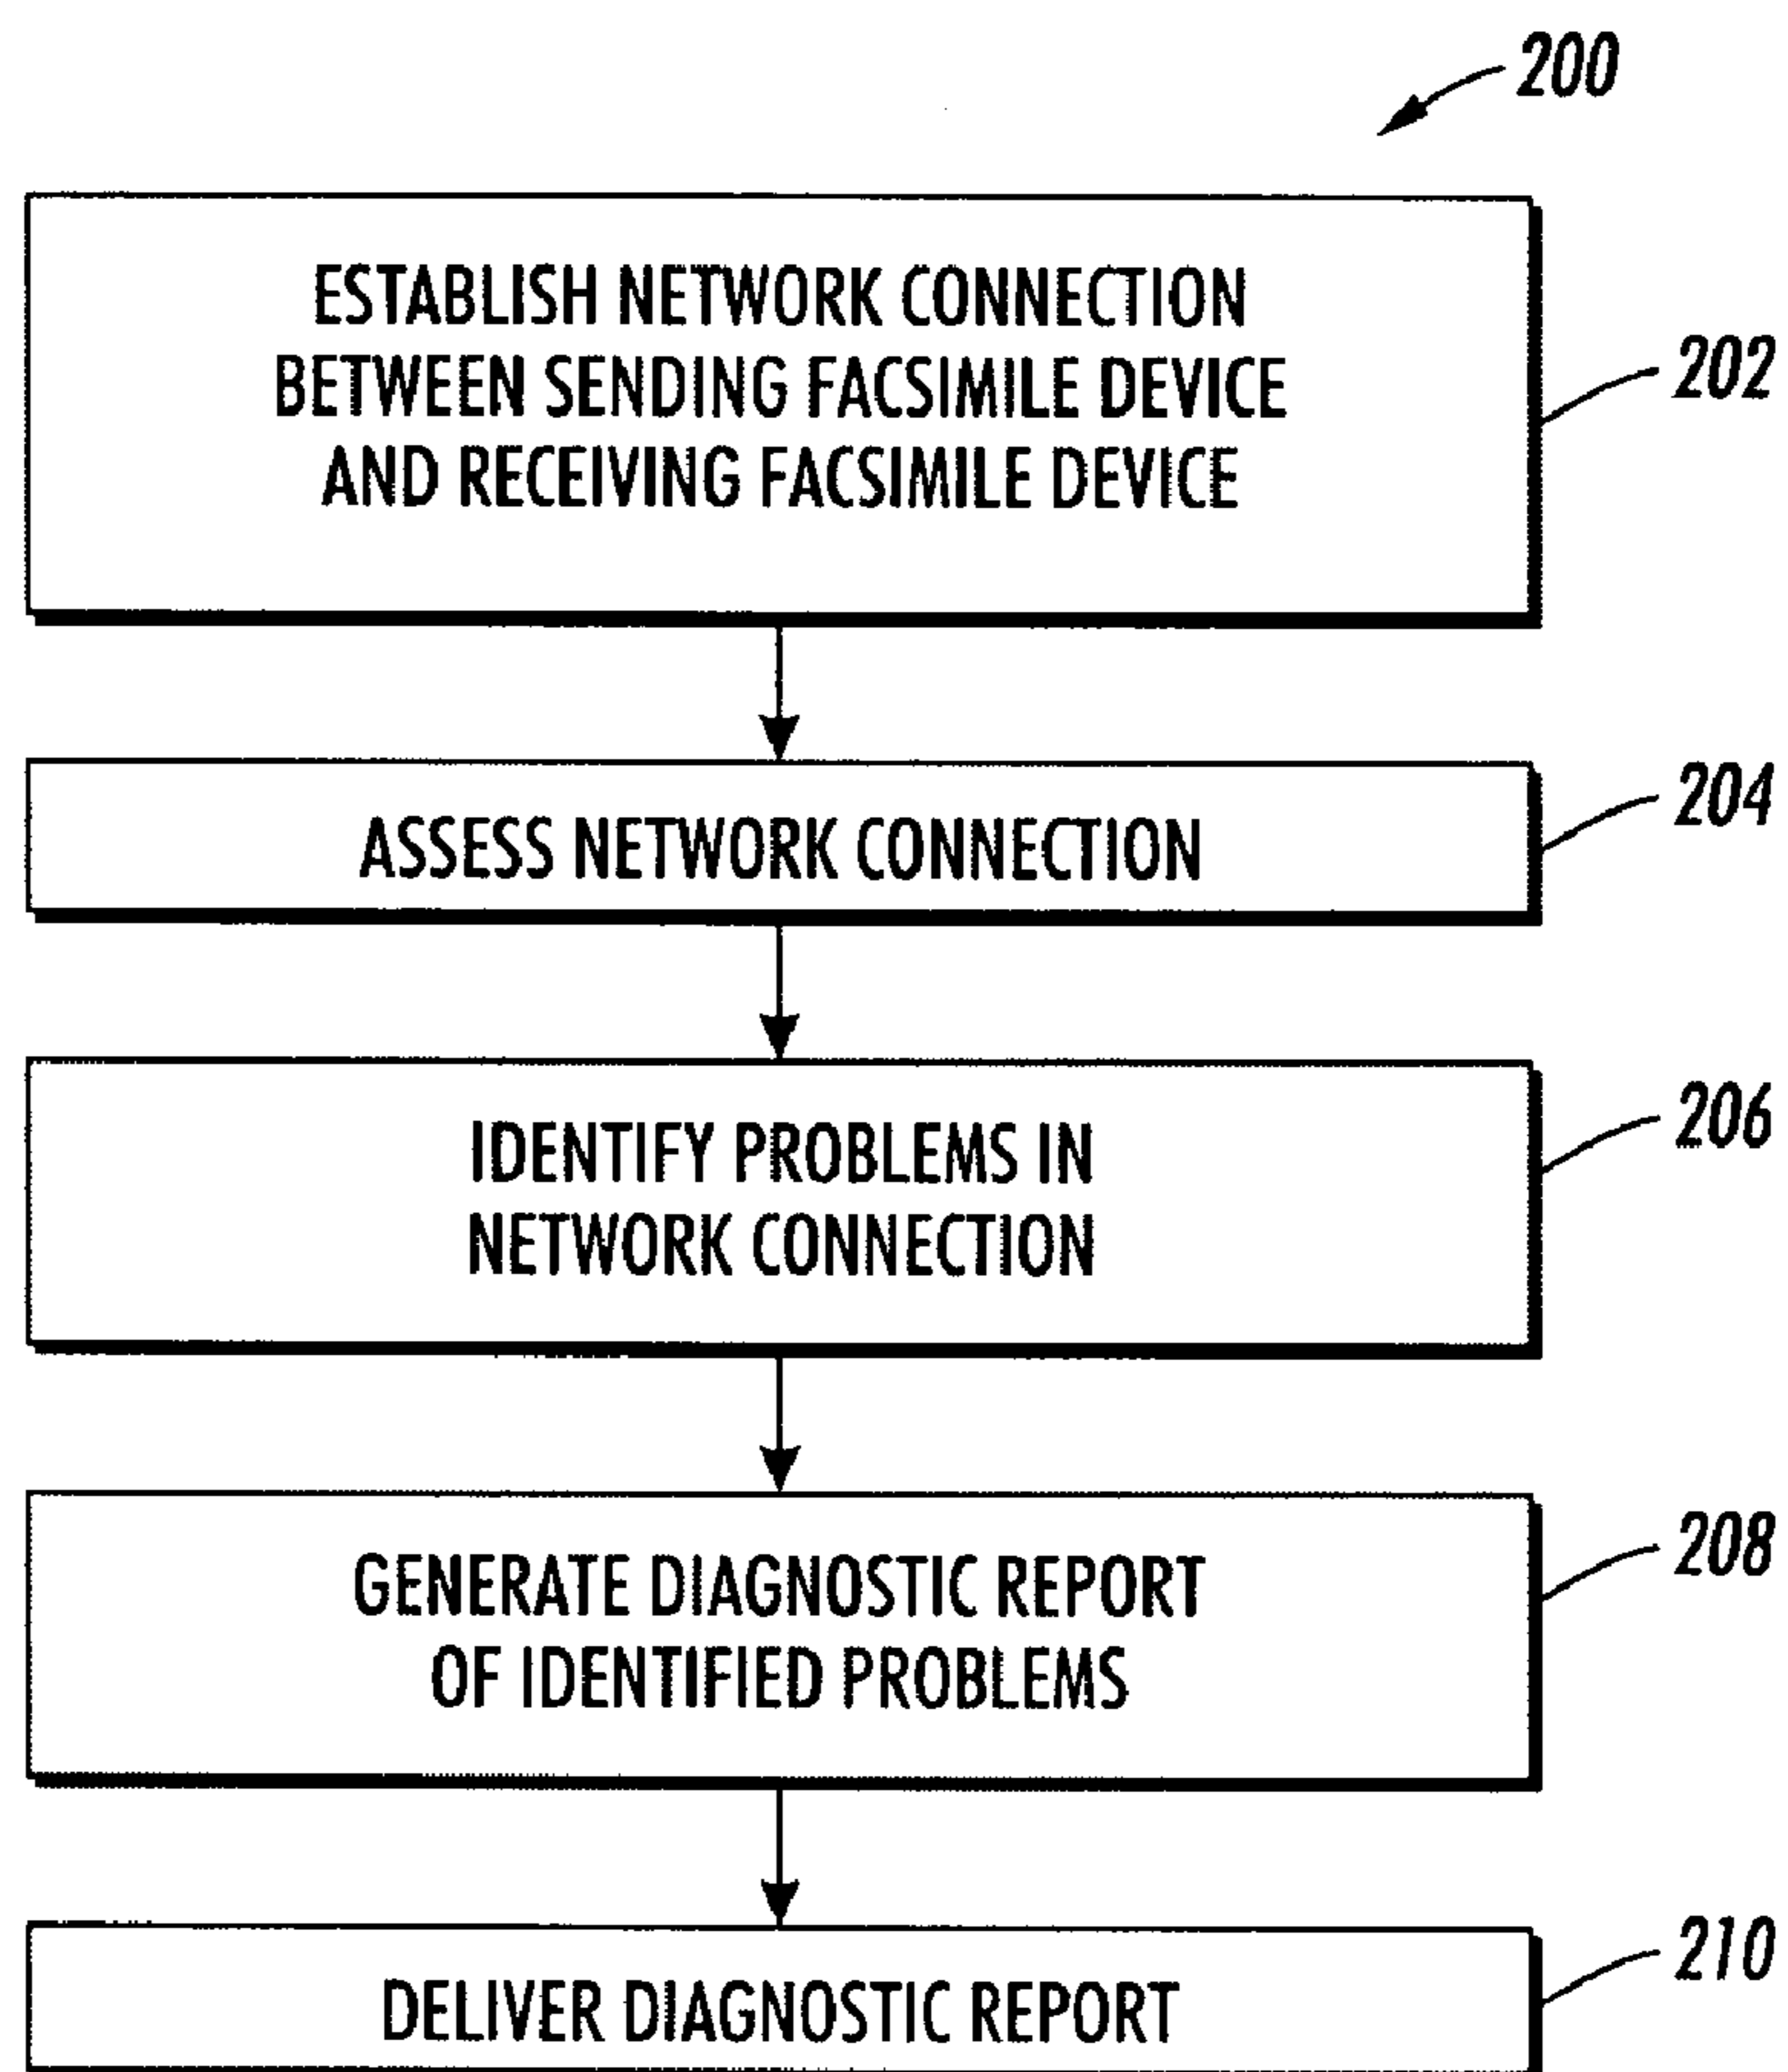 200
ESTABLISH NETWORK CONNECTION
BETWEEN SENDING FACSIMILE DEVICE
AND RECEIVING FACSIMILE DEVICE
202
ASSESS NETWORK CONNECTION
204
IDENTIFY PROBLEMS IN
NETWORK CONNECTION
206
GENERATE DIAGNOSTIC REPORT
OF IDENTIFIED PROBLEMS
208
DELIVER DIAGNOSTIC REPORT
210